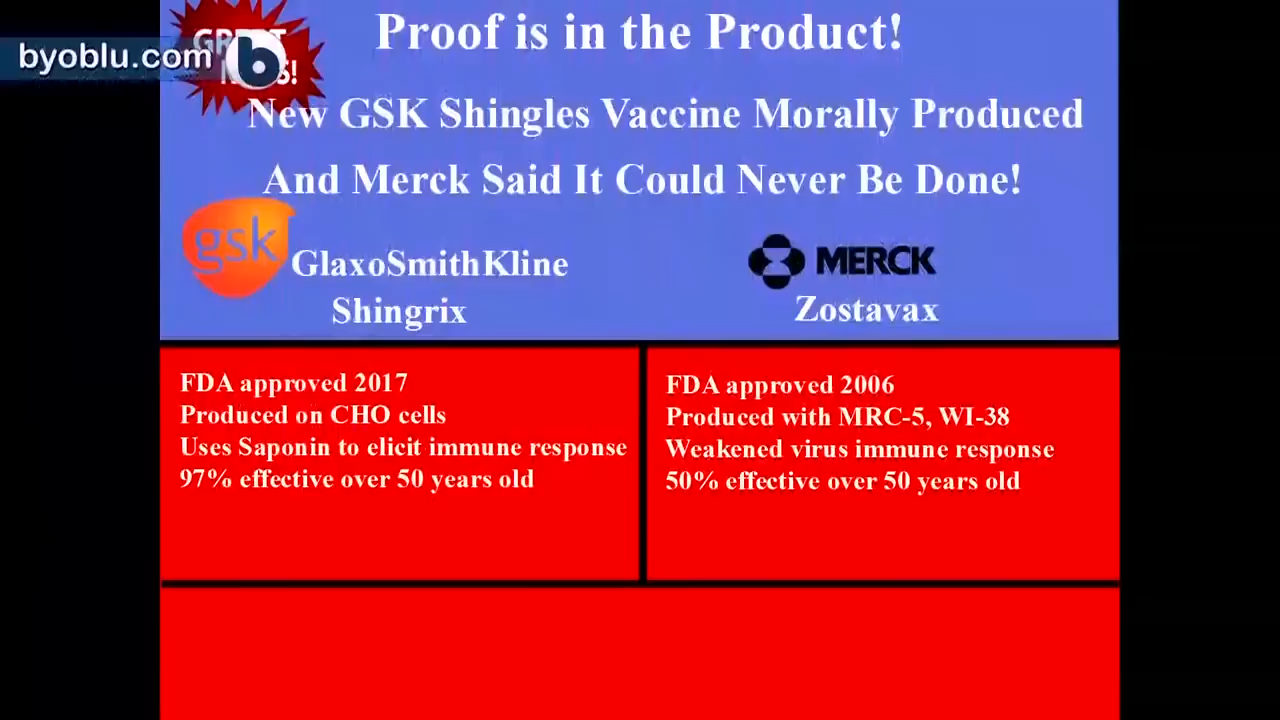 byoblu.com
Proof is in the Product!
New GSK Shingles Vaccine Morally Produced
And Merck Said It Could Never Be Done!
gsk GlaxoSmithKline
Shingrix
MERCK
Zostavax
FDA approved 2017
Produced on CHO cells
Uses Saponin to elicit immune response
97% effective over 50 years old
FDA approved 2006
Produced with MRC-5, WI-38
Weakened virus immune response
50% effective over 50 years old